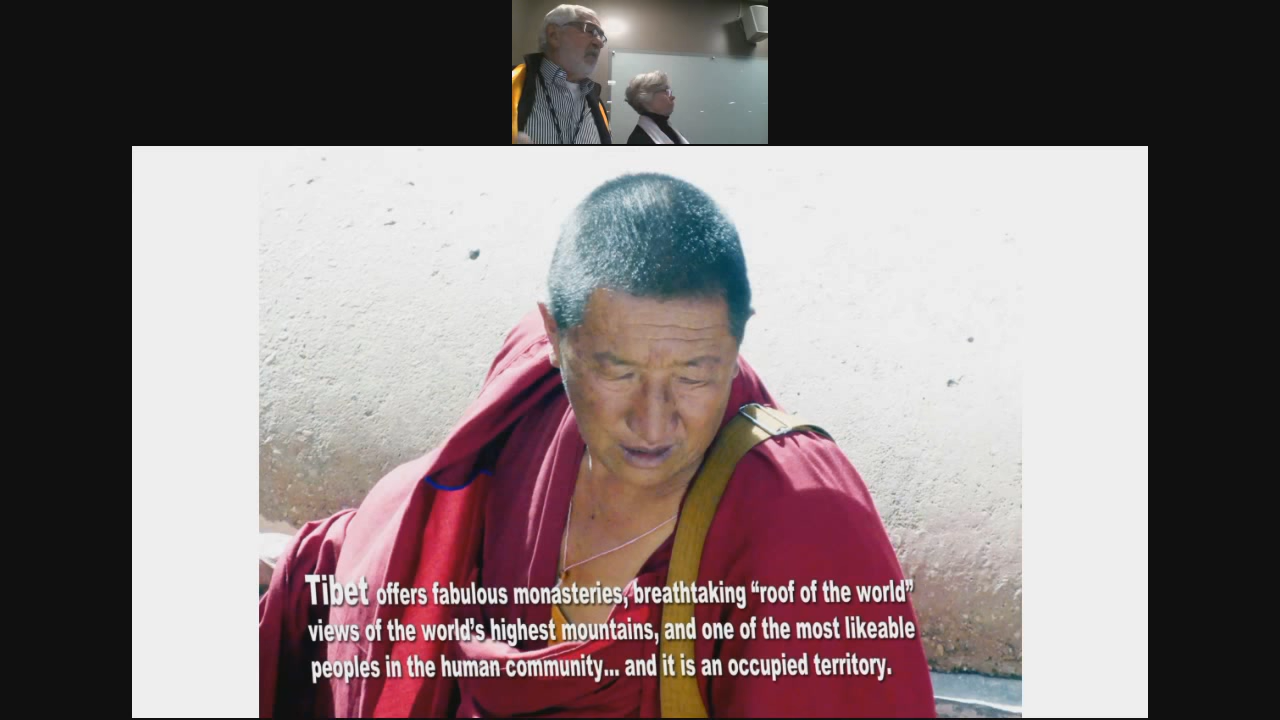 Tibet offers fabulous monasteries, breathtaking “roof of the world”
views of the world’s highest mountains, and one of the most likeable
peoples in the human community... and it is an occupied territory.